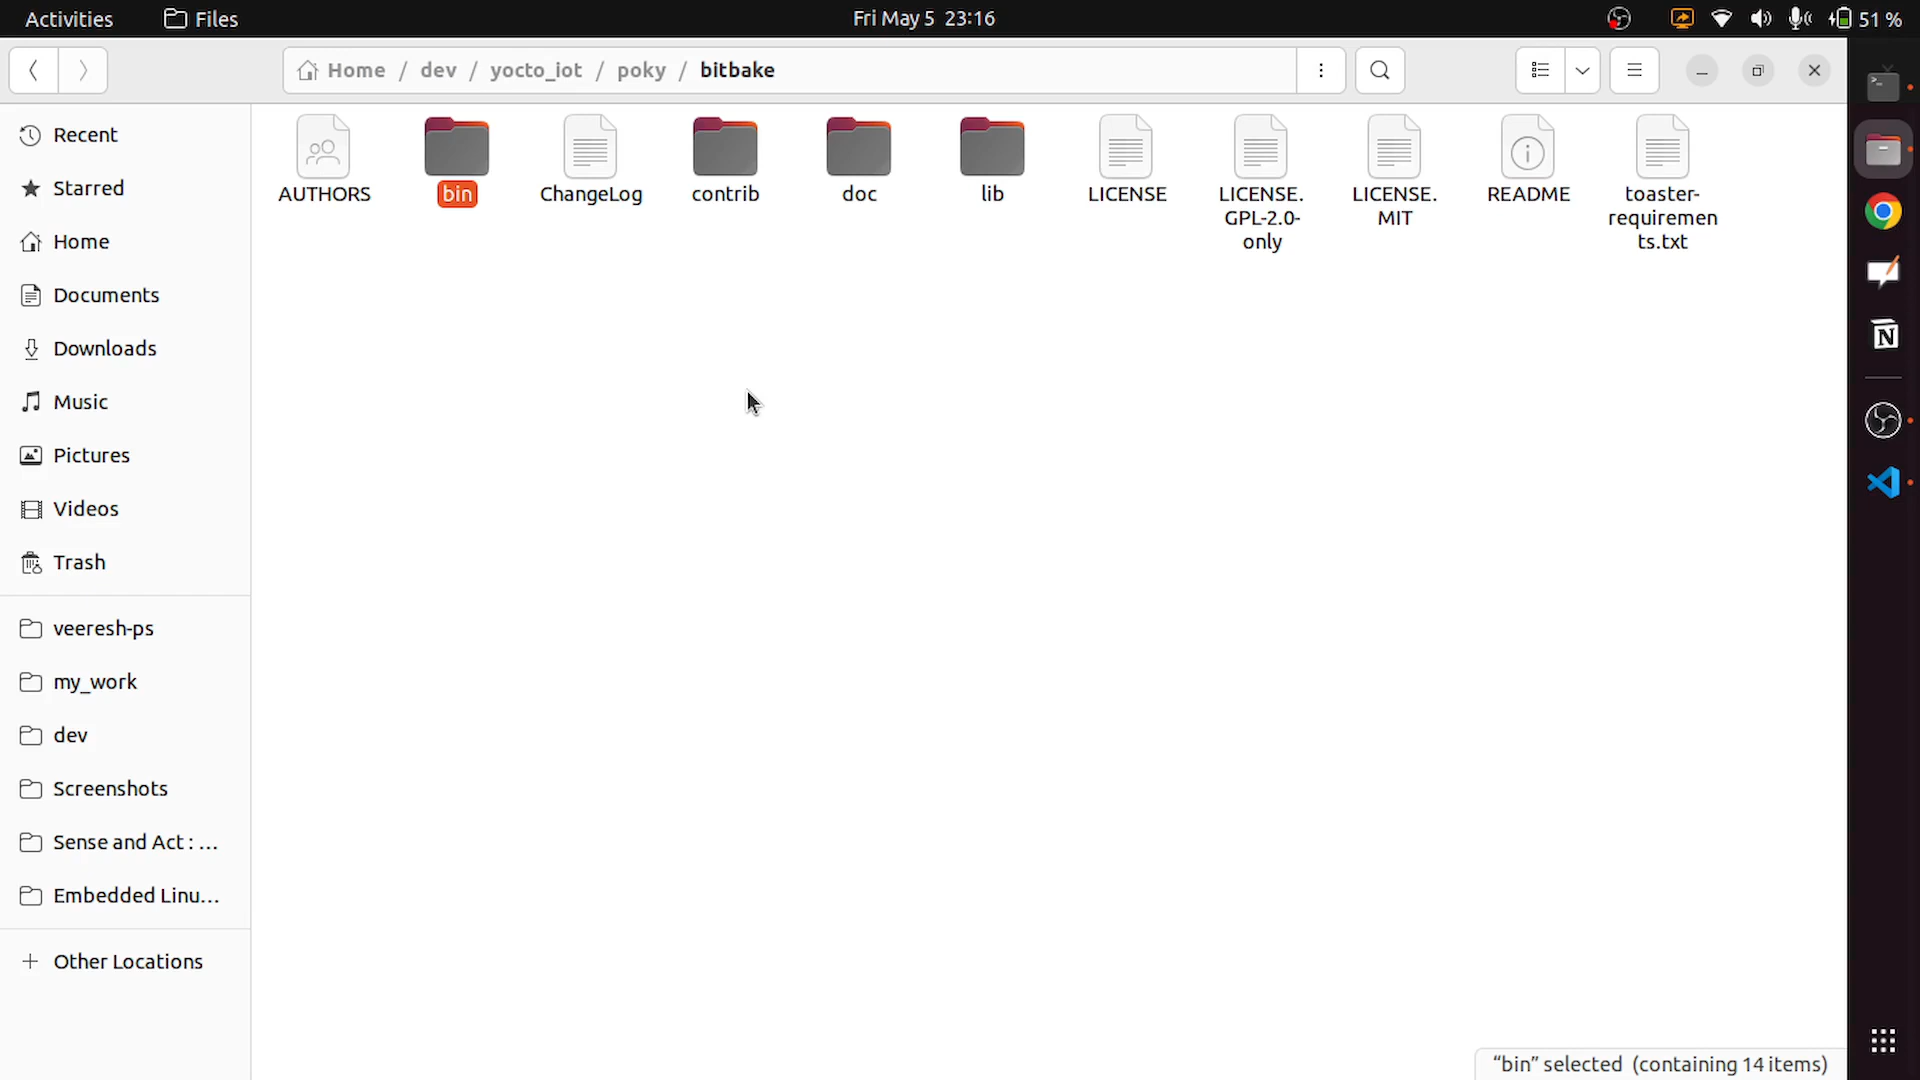 Activities Files Fri May 5 23:16 51 %
Home / dev / yocto_iot / poky / bitbake
Recent
Starred
Home
Documents
Downloads
Music
Pictures
Videos
Trash
veeresh-ps
my_work
dev
Screenshots
Sense and Act : ...
Embedded Linu...
+ Other Locations
AUTHORS
bin
ChangeLog
contrib
doc
lib
LICENSE
LICENSE.
GPL-2.0-
only
LICENSE.
MIT
README
toaster-
requiremen
ts.txt
“bin” selected (containing 14 items)